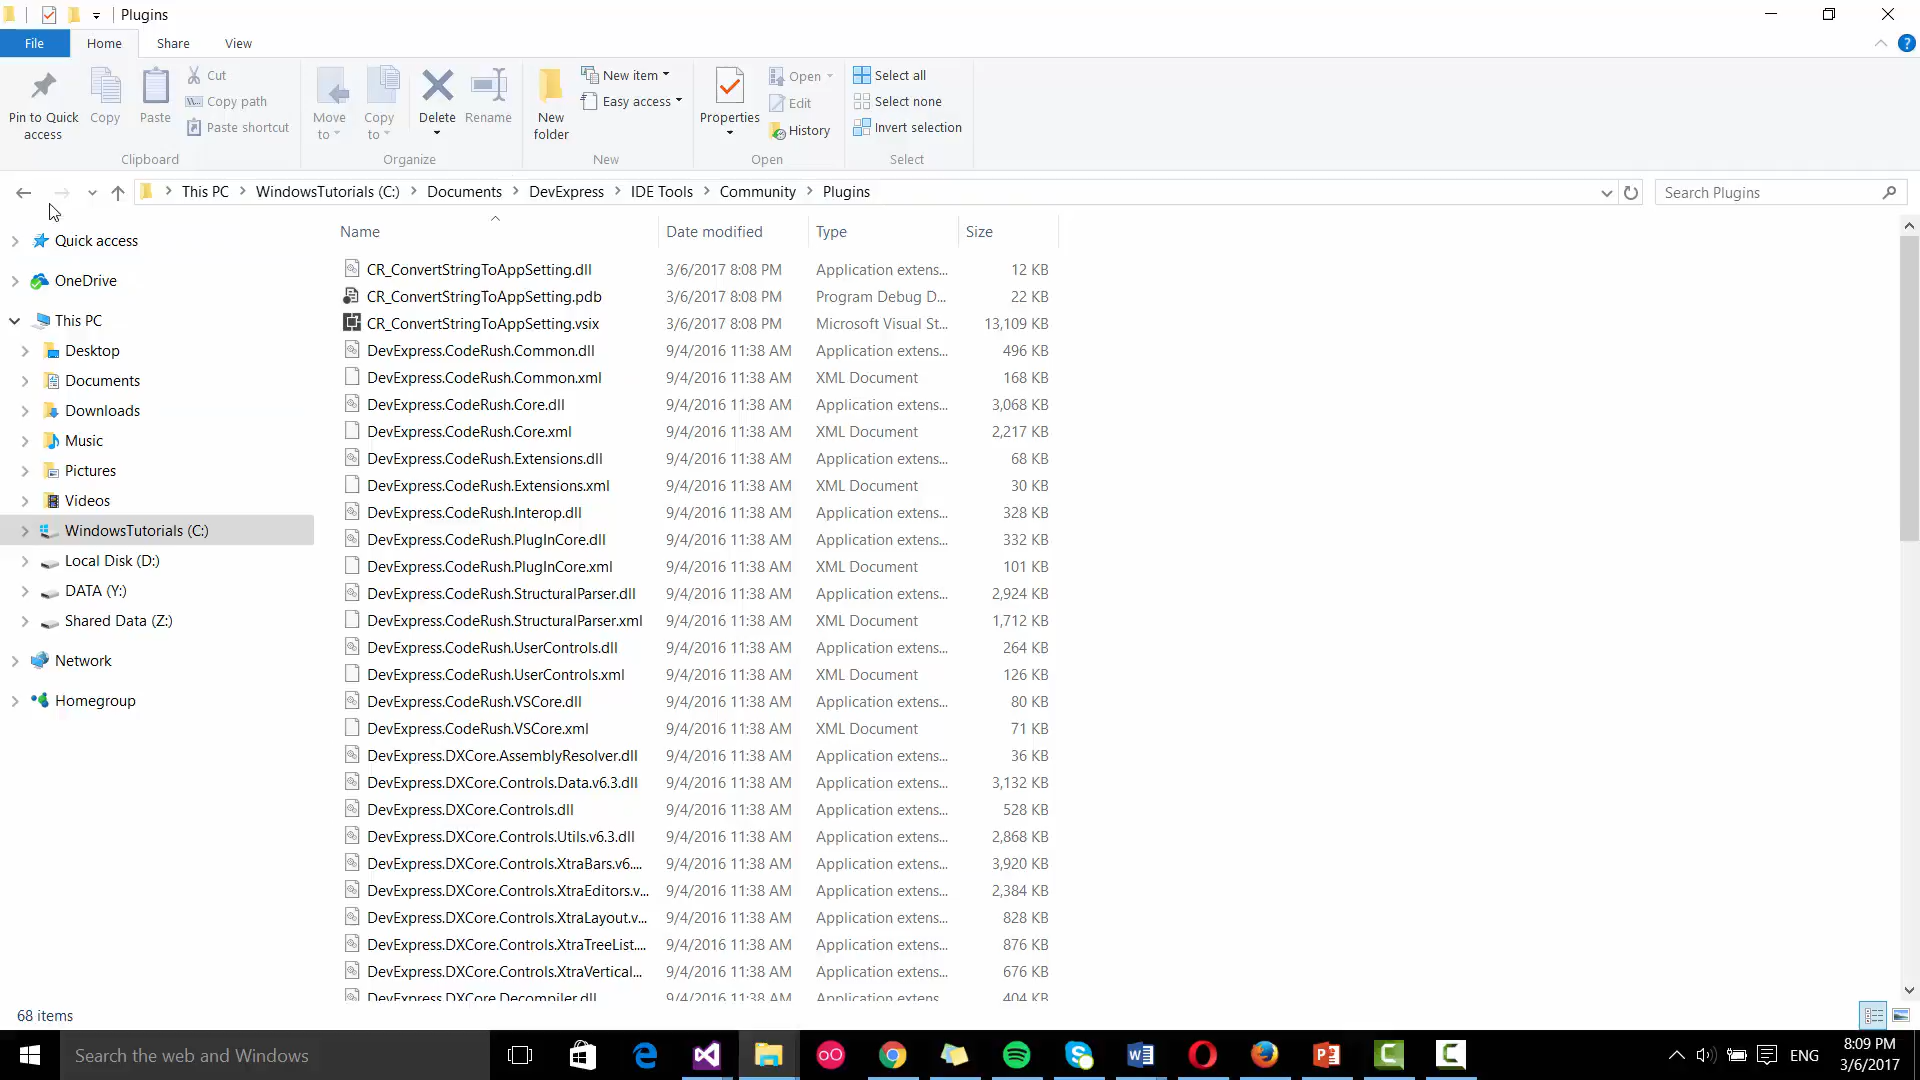 Plugins
File Home Share View
Pin to Quick access
Copy
Paste
Cut
Copy path
Paste shortcut
Clipboard
Move to
Copy to
Delete
Rename
Organize
New folder
New item
Easy access
New
Properties
Open
Edit
History
Open
Select all
Select none
Invert selection
Select
This PC > WindowsTutorials (C:) > Documents > DevExpress > IDE Tools > Community > Plugins
Search Plugins
Quick access
OneDrive
This PC
Desktop
Documents
Downloads
Music
Pictures
Videos
WindowsTutorials (C:)
Local Disk (D:)
DATA (Y:)
Shared Data (Z:)
Network
Homegroup
Name Date modified Type Size
CR_ConvertStringToAppSetting.dll 3/6/2017 8:08 PM Application extens... 12 KB
CR_ConvertStringToAppSetting.pdb 3/6/2017 8:08 PM Program Debug D... 22 KB
CR_ConvertStringToAppSetting.vsix 3/6/2017 8:08 PM Microsoft Visual St... 13,109 KB
DevExpress.CodeRush.Common.dll 9/4/2016 11:38 AM Application extens... 496 KB
DevExpress.CodeRush.Common.xml 9/4/2016 11:38 AM XML Document 168 KB
DevExpress.CodeRush.Core.dll 9/4/2016 11:38 AM Application extens... 3,068 KB
DevExpress.CodeRush.Core.xml 9/4/2016 11:38 AM XML Document 2,217 KB
DevExpress.CodeRush.Extensions.dll 9/4/2016 11:38 AM Application extens... 68 KB
DevExpress.CodeRush.Extensions.xml 9/4/2016 11:38 AM XML Document 30 KB
DevExpress.CodeRush.Interop.dll 9/4/2016 11:38 AM Application extens... 328 KB
DevExpress.CodeRush.PlugInCore.dll 9/4/2016 11:38 AM Application extens... 332 KB
DevExpress.CodeRush.PlugInCore.xml 9/4/2016 11:38 AM XML Document 101 KB
DevExpress.CodeRush.StructuralParser.dll 9/4/2016 11:38 AM Application extens... 2,924 KB
DevExpress.CodeRush.StructuralParser.xml 9/4/2016 11:38 AM XML Document 1,712 KB
DevExpress.CodeRush.UserControls.dll 9/4/2016 11:38 AM Application extens... 264 KB
DevExpress.CodeRush.UserControls.xml 9/4/2016 11:38 AM XML Document 126 KB
DevExpress.CodeRush.VSCore.dll 9/4/2016 11:38 AM Application extens... 80 KB
DevExpress.CodeRush.VSCore.xml 9/4/2016 11:38 AM XML Document 71 KB
DevExpress.DXCore.AssemblyResolver.dll 9/4/2016 11:38 AM Application extens... 36 KB
DevExpress.DXCore.Controls.Data.v6.3.dll 9/4/2016 11:38 AM Application extens... 3,132 KB
DevExpress.DXCore.Controls.dll 9/4/2016 11:38 AM Application extens... 528 KB
DevExpress.DXCore.Controls.Utils.v6.3.dll 9/4/2016 11:38 AM Application extens... 2,868 KB
DevExpress.DXCore.Controls.XtraBars.v6.... 9/4/2016 11:38 AM Application extens... 3,920 KB
DevExpress.DXCore.Controls.XtraEditors.v... 9/4/2016 11:38 AM Application extens... 2,384 KB
DevExpress.DXCore.Controls.XtraLayout.v... 9/4/2016 11:38 AM Application extens... 828 KB
DevExpress.DXCore.Controls.XtraTreeList.... 9/4/2016 11:38 AM Application extens... 876 KB
DevExpress.DXCore.Controls.XtraVertical... 9/4/2016 11:38 AM Application extens... 676 KB
DevExpress.DXCore.Decompiler.dll 9/4/2016 11:38 AM Application extens... 404 KB
68 items
Search the web and Windows
ENG
8:09 PM
3/6/2017